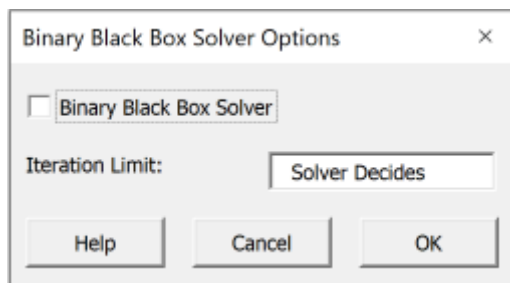 Binary Black Box Solver Options
Binary Black Box Solver
Iteration Limit: Solver Decides
Help Cancel OK